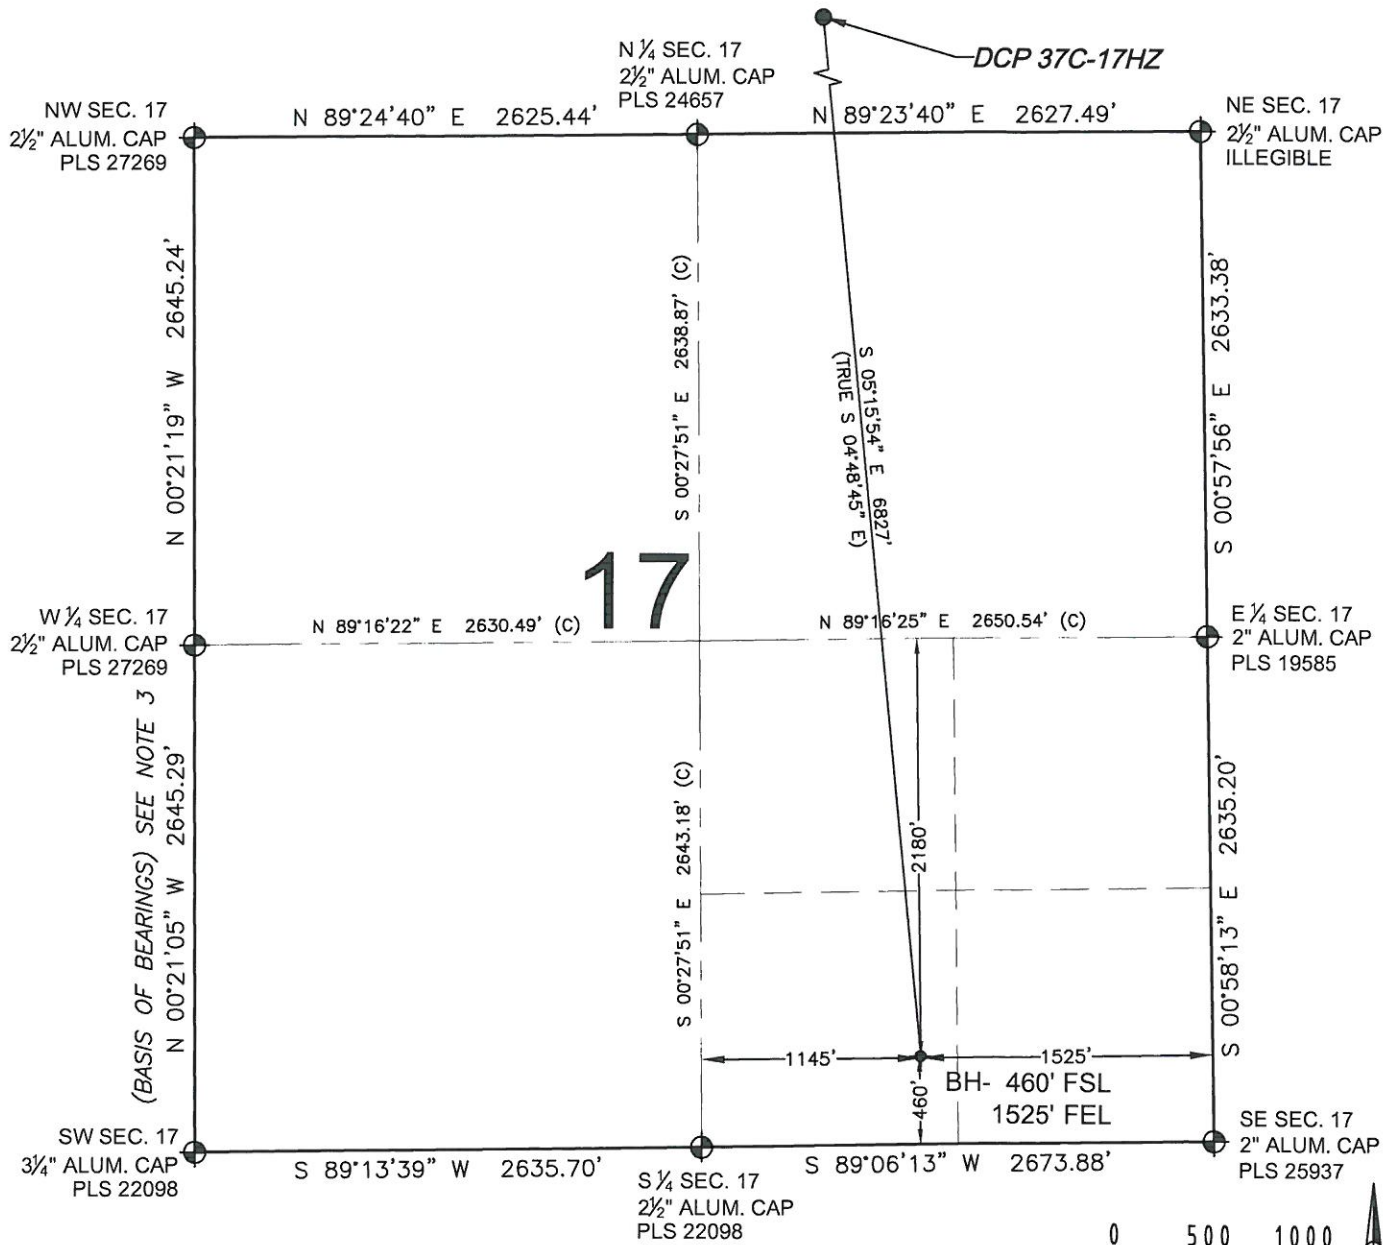 N ¼ SEC. 17
2½" ALUM. CAP
PLS 24657
DCP 37C-17HZ
NW SEC. 17
2½" ALUM. CAP
PLS 27269
N 89°24'40" E 2625.44'
N 89°23'40" E 2627.49'
NE SEC. 17
2½" ALUM. CAP
ILLEGIBLE
N 00°21'19" W 2645.24'
S 00°27'51" E 2638.87' (C)
S 05°15'54" E 6827'
(TRUE S 04°48'45" E)
S 00°57'56" E 2633.38'
17
W ¼ SEC. 17
2½" ALUM. CAP
PLS 27269
N 89°16'22" E 2630.49' (C)
N 89°16'25" E 2650.54' (C)
E ¼ SEC. 17
2" ALUM. CAP
PLS 19585
(BASIS OF BEARINGS) SEE NOTE 3
N 00°21'05" W 2645.29'
S 00°27'51" E 2643.18' (C)
2180'
S 00°58'13" E 2635.20'
1145'
1525'
460'
BH- 460' FSL
1525' FEL
SW SEC. 17
3¼" ALUM. CAP
PLS 22098
S 89°13'39" W 2635.70'
S ¼ SEC. 17
2½" ALUM. CAP
PLS 22098
S 89°06'13" W 2673.88'
SE SEC. 17
2" ALUM. CAP
PLS 25937
0 500 1000